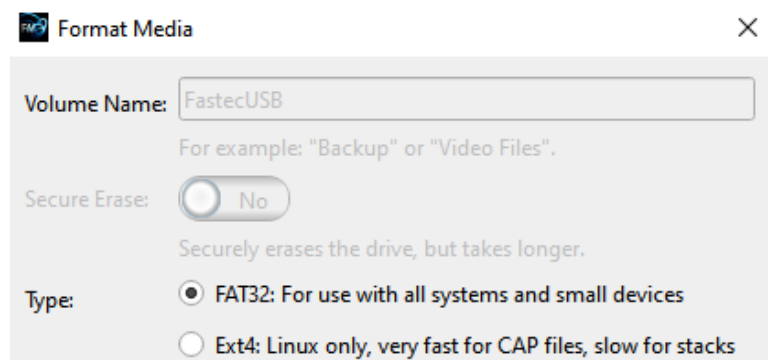 Format Media
Volume Name: FastecUSB
For example: "Backup" or "Video Files".
Secure Erase: No
Securely erases the drive, but takes longer.
Type: FAT32: For use with all systems and small devices
Ext4: Linux only, very fast for CAP files, slow for stacks